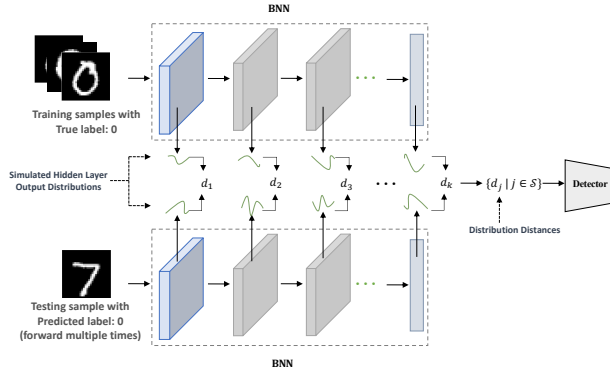 BNN
Training samples with
True label: 0
Simulated Hidden Layer
Output Distributions
d₁
d₂
d₃
dₖ
{dⱼ | j ∈ 𝒮}
Detector
Distribution Distances
Testing sample with
Predicted label: 0
(forward multiple times)
BNN